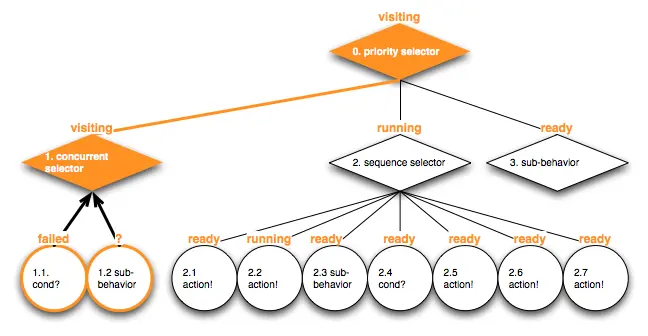 visiting
0. priority selector
visiting
running
ready
1. concurrent
selector
2. sequence selector
3. sub-behavior
failed
?
ready
running
ready
ready
ready
ready
ready
1.1.
cond?
1.2 sub-
behavior
2.1
action!
2.2
action!
2.3 sub-
behavior
2.4
cond?
2.5
action!
2.6
action!
2.7
action!